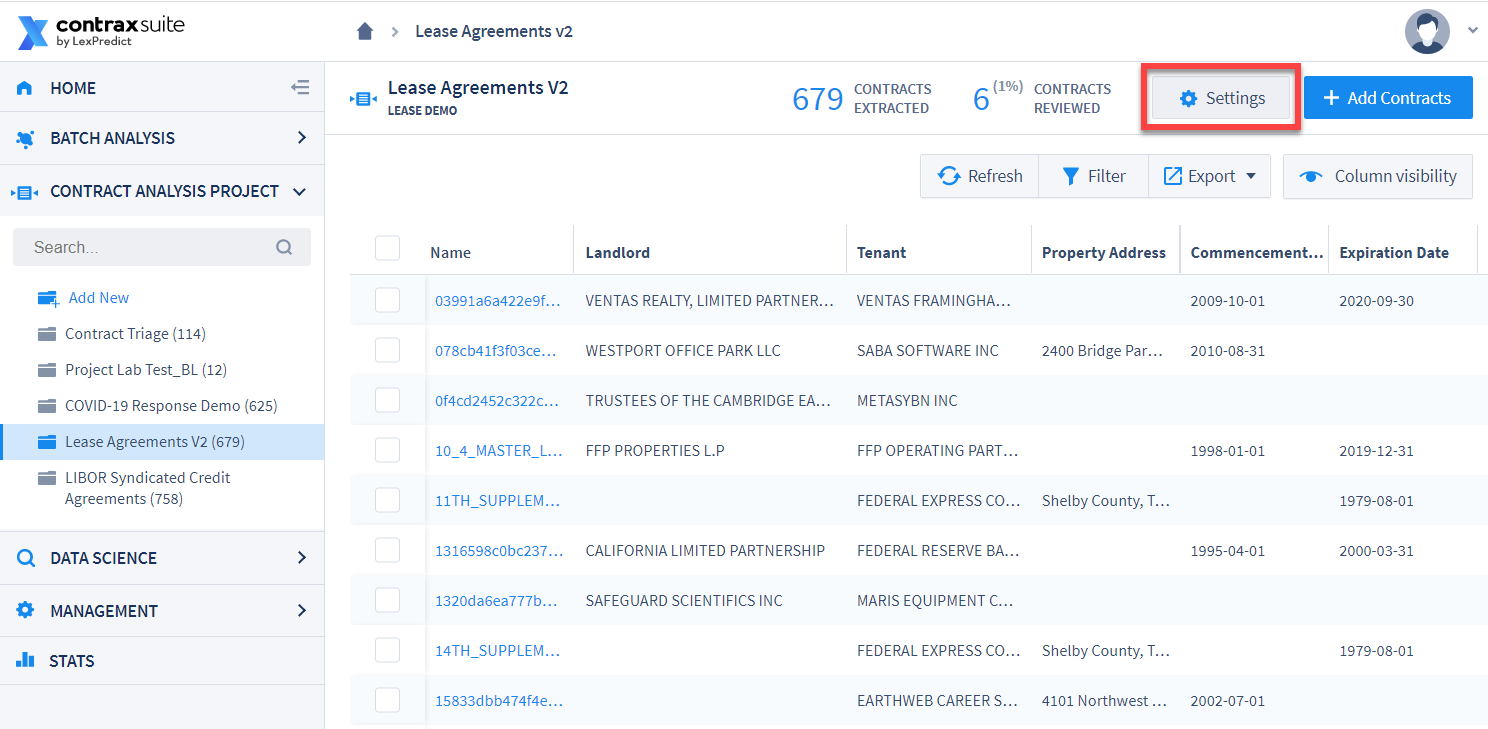 contraxsuite
by LexPredict
Lease Agreements v2
HOME
BATCH ANALYSIS
CONTRACT ANALYSIS PROJECT
Search...
Add New
Contract Triage (114)
Project Lab Test_BL (12)
COVID-19 Response Demo (625)
Lease Agreements V2 (679)
LIBOR Syndicated Credit
Agreements (758)
DATA SCIENCE
MANAGEMENT
STATS
Lease Agreements V2
LEASE DEMO
679 CONTRACTS
EXTRACTED
6 (1%) CONTRACTS
REVIEWED
Settings
Add Contracts
Refresh Filter Export Column visibility
Name Landlord Tenant Property Address Commencement... Expiration Date
03991a6a422e9f... VENTAS REALTY, LIMITED PARTNER... VENTAS FRAMINGHA... 2009-10-01 2020-09-30
078cb41f3f03ce... WESTPORT OFFICE PARK LLC SABA SOFTWARE INC 2400 Bridge Par... 2010-08-31
0f4cd2452c322c... TRUSTEES OF THE CAMBRIDGE EA... METASYBN INC
10_4_MASTER_L... FFP PROPERTIES L.P FFP OPERATING PART... 1998-01-01 2019-12-31
11TH_SUPPLEM... FEDERAL EXPRESS CO... Shelby County, T... 1979-08-01
1316598c0bc237... CALIFORNIA LIMITED PARTNERSHIP FEDERAL RESERVE BA... 1995-04-01 2000-03-31
1320da6ea777b... SAFEGUARD SCIENTIFICS INC MARIS EQUIPMENT C...
14TH_SUPPLEM... FEDERAL EXPRESS CO... Shelby County, T... 1979-08-01
15833dbb474f4e... EARTHWEB CAREER S... 4101 Northwest ... 2002-07-01